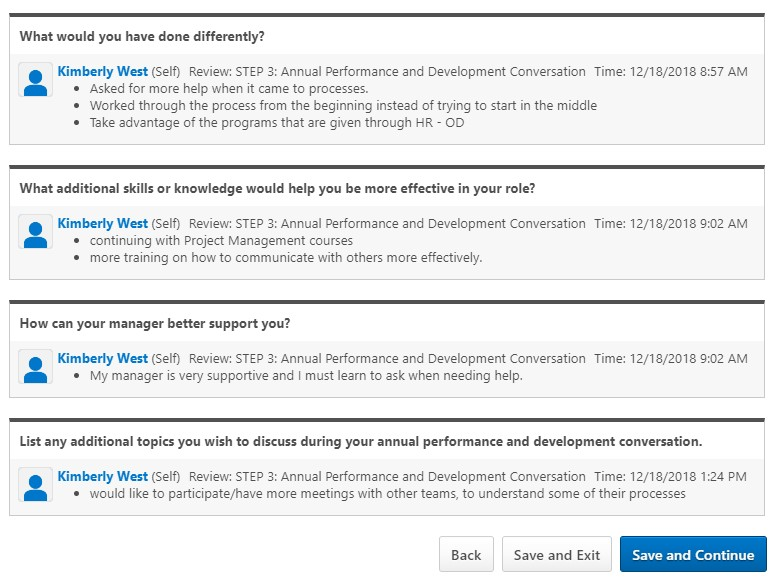 What would you have done differently?
Kimberly West (Self) Review: STEP 3: Annual Performance and Development Conversation Time: 12/18/2018 8:57 AM
• Asked for more help when it came to processes.
• Worked through the process from the beginning instead of trying to start in the middle
• Take advantage of the programs that are given through HR - OD
What additional skills or knowledge would help you be more effective in your role?
Kimberly West (Self) Review: STEP 3: Annual Performance and Development Conversation Time: 12/18/2018 9:02 AM
• continuing with Project Management courses
• more training on how to communicate with others more effectively.
How can your manager better support you?
Kimberly West (Self) Review: STEP 3: Annual Performance and Development Conversation Time: 12/18/2018 9:02 AM
• My manager is very supportive and I must learn to ask when needing help.
List any additional topics you wish to discuss during your annual performance and development conversation.
Kimberly West (Self) Review: STEP 3: Annual Performance and Development Conversation Time: 12/18/2018 1:24 PM
• would like to participate/have more meetings with other teams, to understand some of their processes
Back Save and Exit Save and Continue